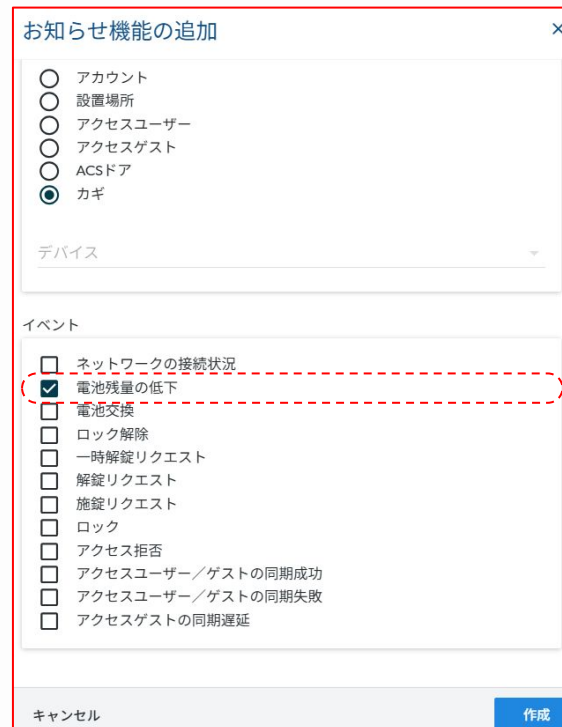 お知らせ機能の追加
アカウント
設置場所
アクセスユーザー
アクセスゲスト
ACSドア
カギ
デバイス
イベント
ネットワークの接続状況
電池残量の低下
電池交換
ロック解除
一時解錠リクエスト
解錠リクエスト
施錠リクエスト
ロック
アクセス拒否
アクセスユーザー／ゲストの同期成功
アクセスユーザー／ゲストの同期失敗
アクセスゲストの同期遅延
キャンセル
作成